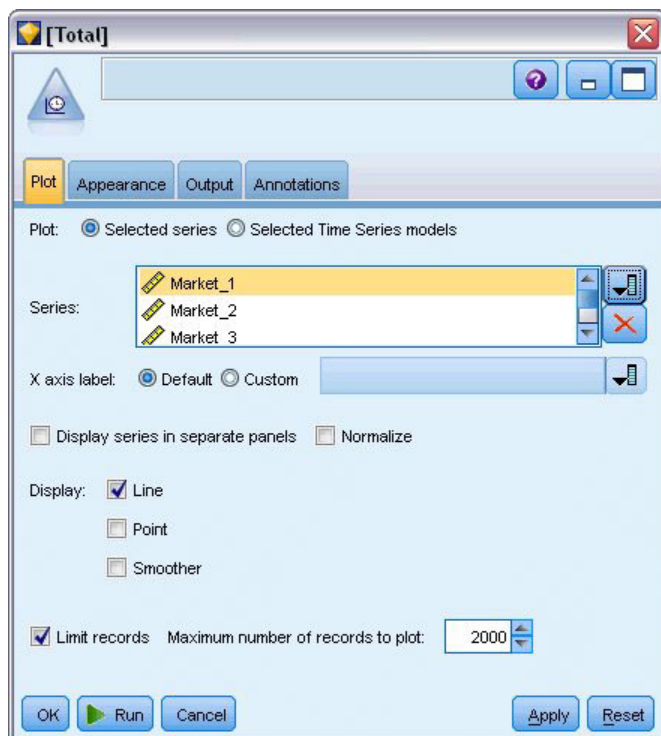 [Total]
Plot Appearance Output Annotations
Plot: Selected series Selected Time Series models
Series:
Market_1
Market_2
Market_3
X axis label: Default Custom
Display series in separate panels Normalize
Display: Line
Point
Smoother
Limit records Maximum number of records to plot: 2000
OK Run Cancel Apply Reset